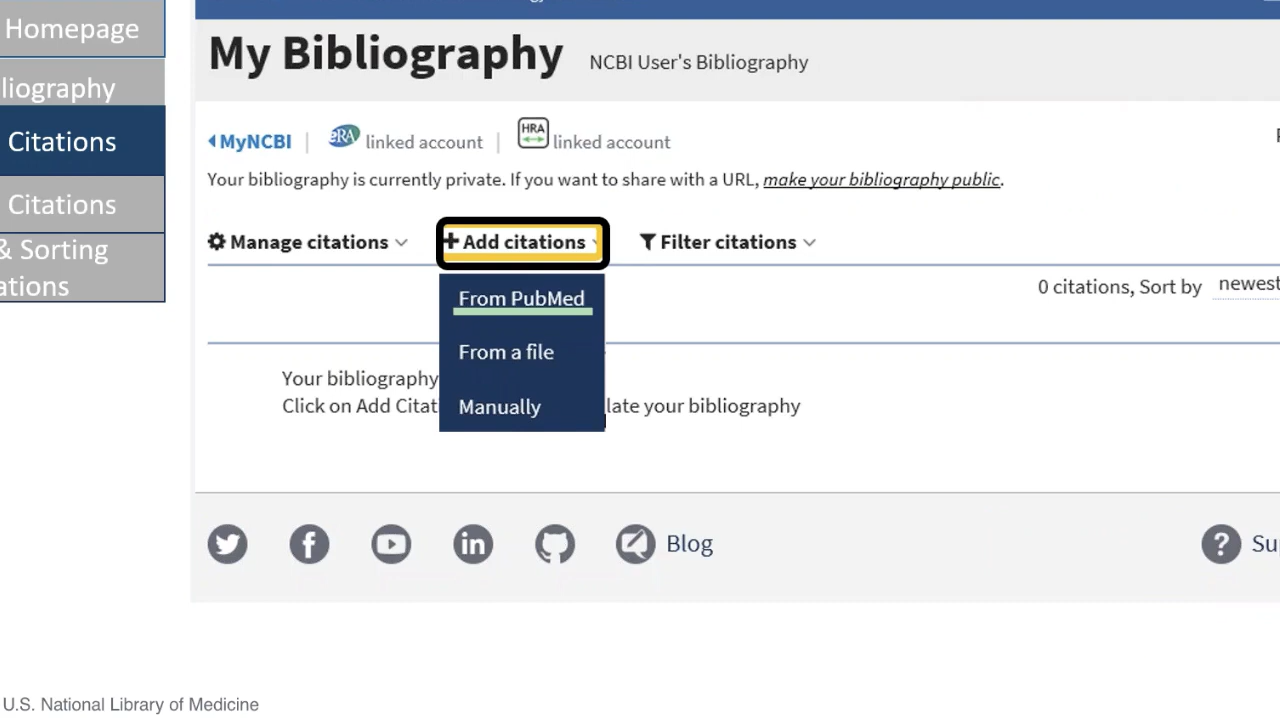 Homepage
liography
Citations
Citations
& Sorting
ations
My Bibliography NCBI User's Bibliography
MyNCBI | eRA linked account | HRA linked account
Your bibliography is currently private. If you want to share with a URL, make your bibliography public.
Manage citations Add citations Filter citations
From PubMed
0 citations, Sort by newest
From a file
Your bibliography
Manually
Click on Add Citat late your bibliography
Blog
? Su
U.S. National Library of Medicine